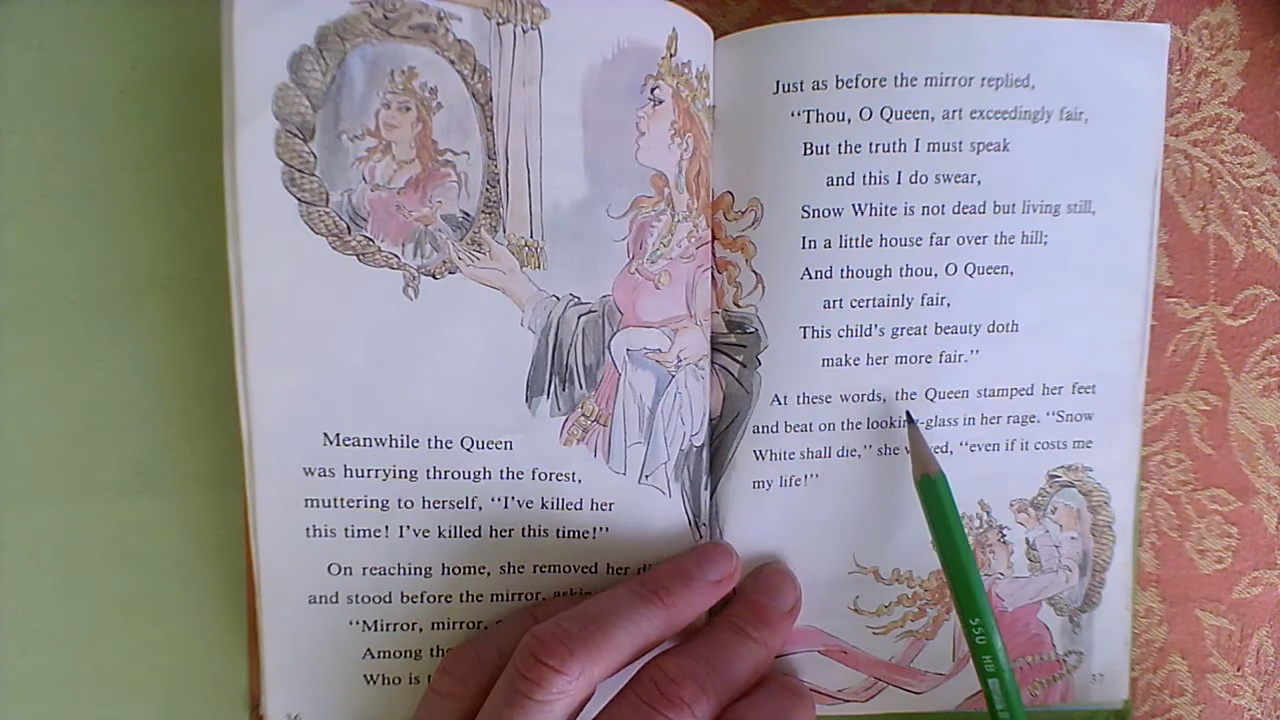 Meanwhile the Queen
was hurrying through the forest,
muttering to herself, "I've killed her
this time! I've killed her this time!"
On reaching home, she removed her
and stood before the mirror,
"Mirror, mirror,
Among
Who is
36
Just as before the mirror replied,
"Thou, O Queen, art exceedingly fair,
But the truth I must speak
and this I do swear,
Snow White is not dead but living still,
In a little house far over the hill;
And though thou, O Queen,
art certainly fair,
This child's great beauty doth
make her more fair."
At these words, the Queen stamped her feet
and beat on the looking-glass in her rage. "Snow
White shall die," she "even if it costs me
my life!"
37
550 HB